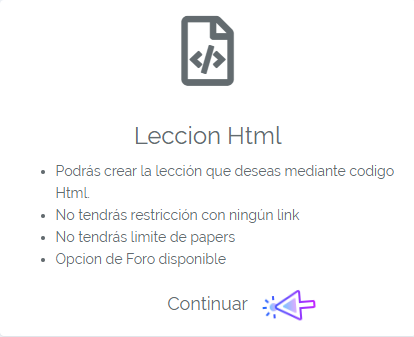 Leccion Html
Podrás crear la lección que deseas mediante codigo
Html.
No tendrás restricción con ningún link
No tendrás limite de papers
Opcion de Foro disponible
Continuar